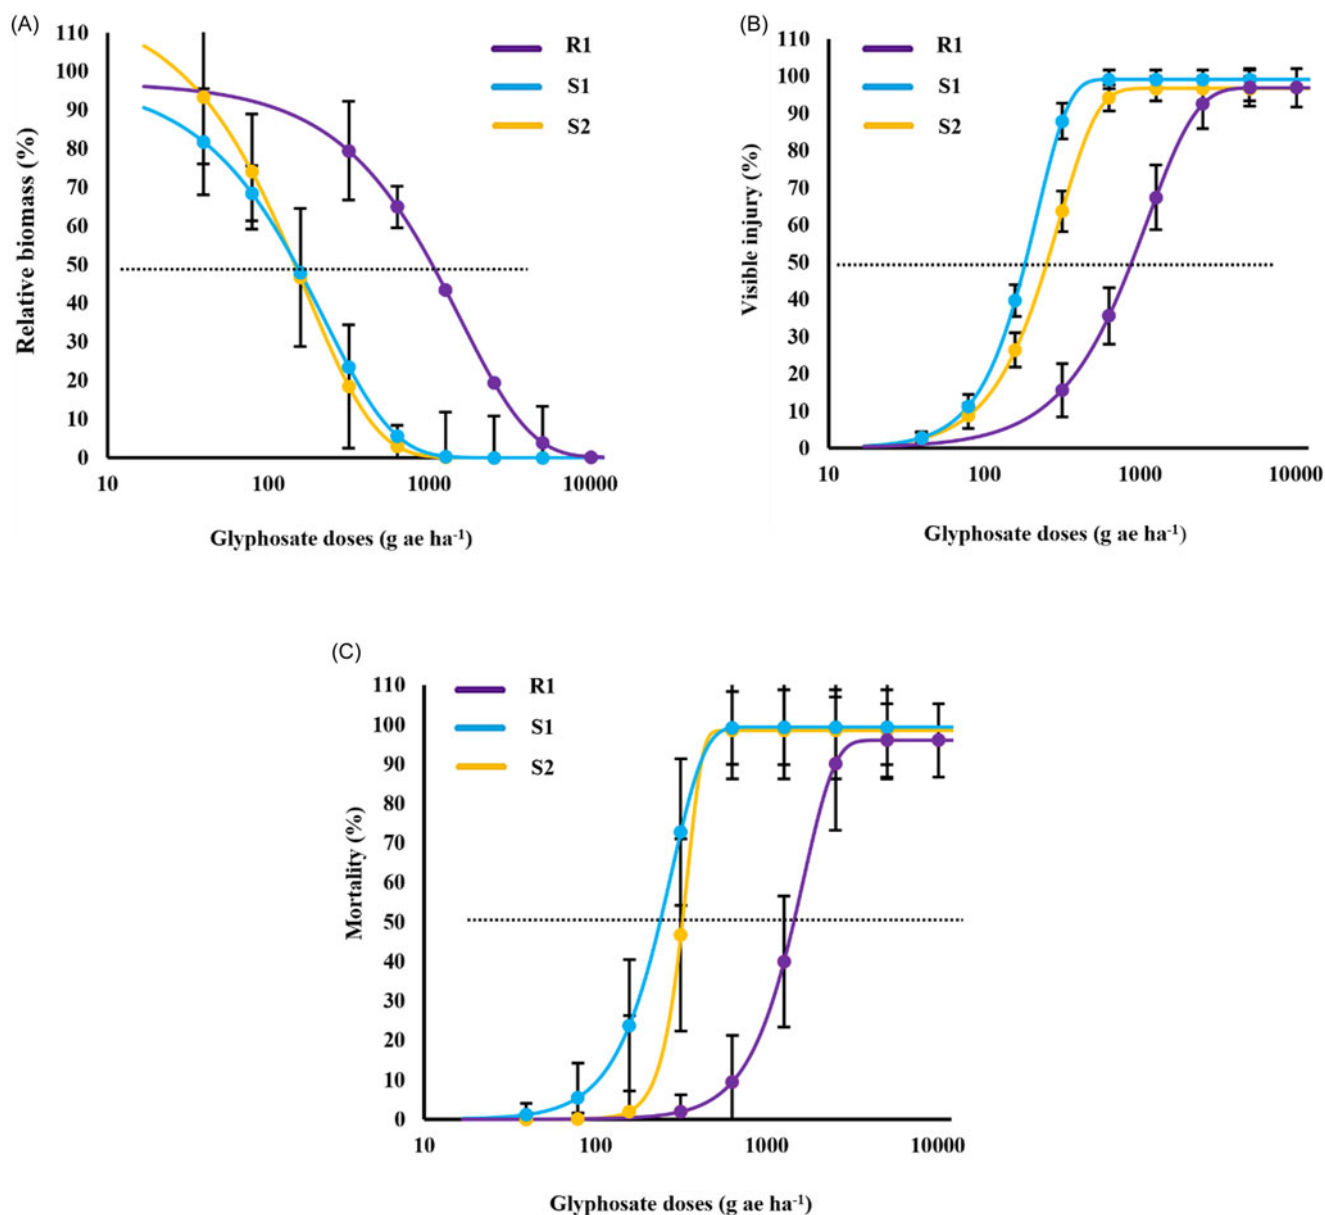 (A)
110
100
90
80
70
60
50
40
30
20
10
0
Relative biomass (%)
R1
S1
S2
10 100 1000 10000
Glyphosate doses (g ae ha⁻¹)
(B)
110
100
90
80
70
60
50
40
30
20
10
0
Visible injury (%)
R1
S1
S2
10 100 1000 10000
Glyphosate doses (g ae ha⁻¹)
(C)
110
100
90
80
70
60
50
40
30
20
10
0
Mortality (%)
R1
S1
S2
10 100 1000 10000
Glyphosate doses (g ae ha⁻¹)